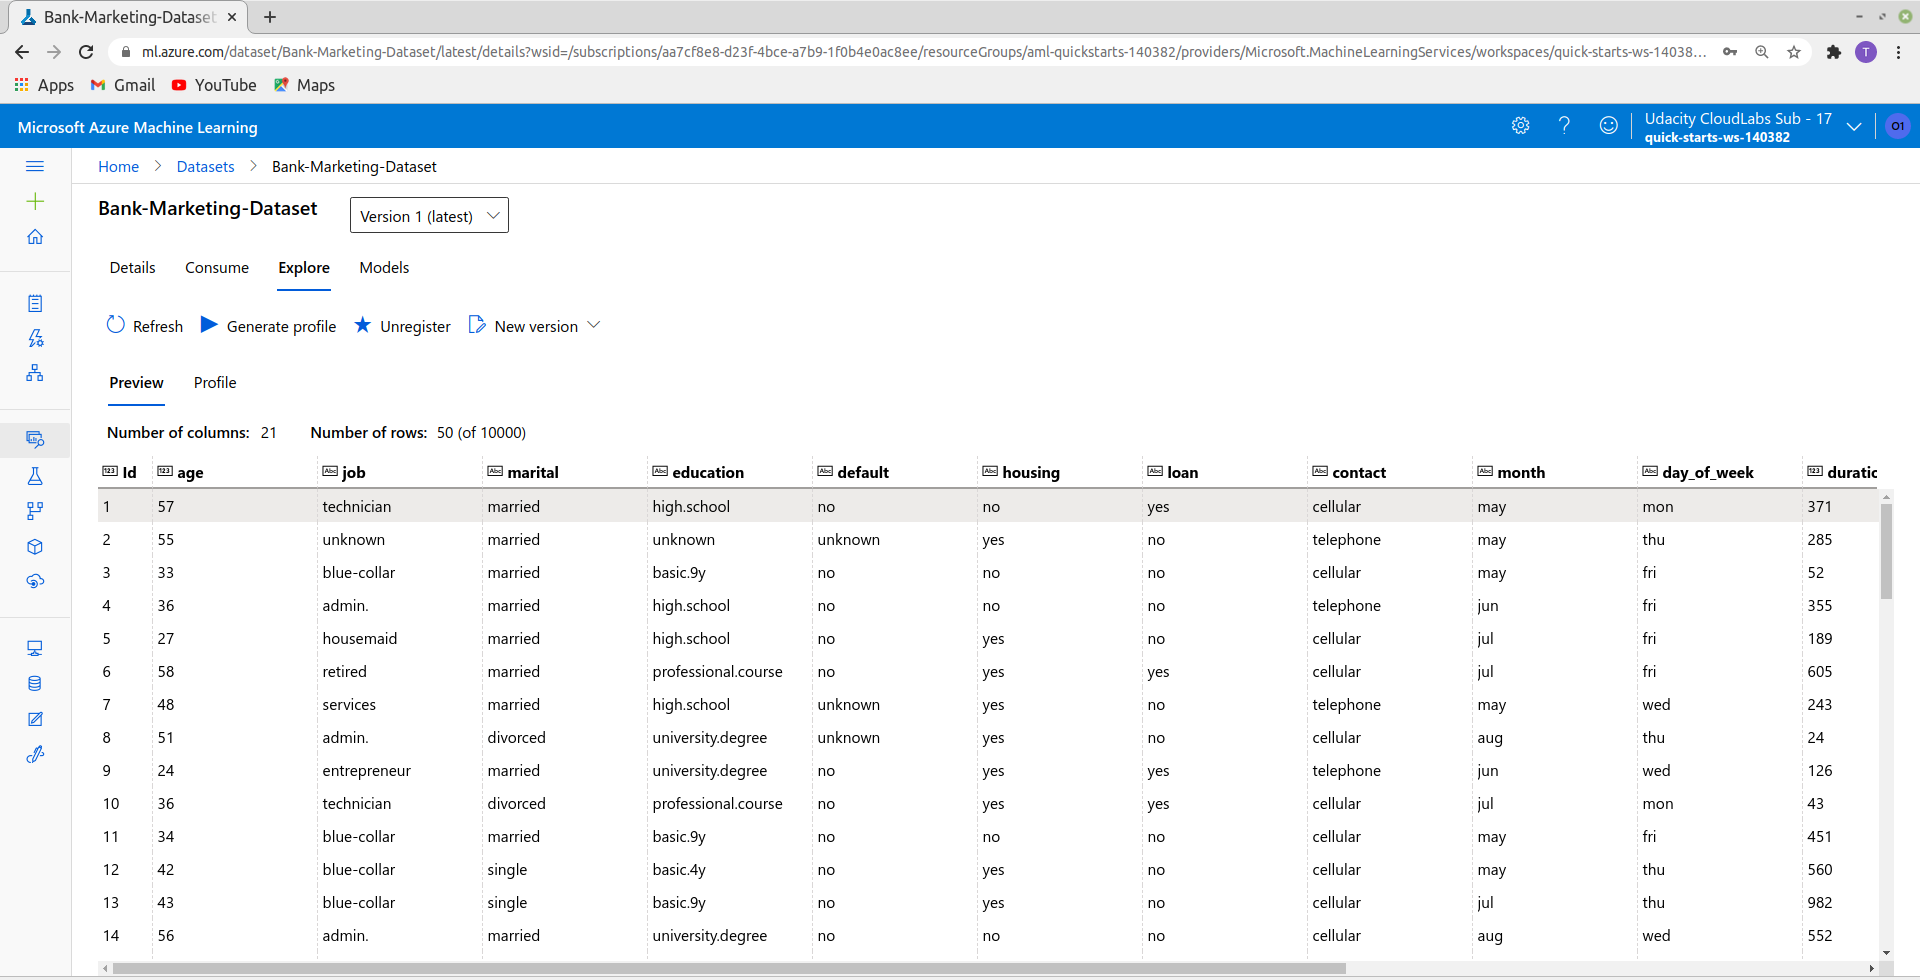 Bank-Marketing-Dataset
ml.azure.com/dataset/Bank-Marketing-Dataset/latest/details?wsid=/subscriptions/aa7cf8e8-d23f-4bce-a7b9-1f0b4e0ac8ee/resourceGroups/aml-quickstarts-140382/providers/Microsoft.MachineLearningServices/workspaces/quick-starts-ws-14038... T
Apps Gmail YouTube Maps
Microsoft Azure Machine Learning ? Udacity CloudLabs Sub - 17 O1
quick-starts-ws-140382
Home > Datasets > Bank-Marketing-Dataset
Bank-Marketing-Dataset Version 1 (latest)
Details Consume Explore Models
Refresh Generate profile Unregister New version
Preview Profile
Number of columns: 21 Number of rows: 50 (of 10000)
123 Id 123 age Abc job Abc marital Abc education Abc default Abc housing Abc loan Abc contact Abc month Abc day_of_week 123 duratic
1 57 technician married high.school no no yes cellular may mon 371
2 55 unknown married unknown unknown yes no telephone may thu 285
3 33 blue-collar married basic.9y no no no cellular may fri 52
4 36 admin. married high.school no no no telephone jun fri 355
5 27 housemaid married high.school no yes no cellular jul fri 189
6 58 retired married professional.course no yes yes cellular jul fri 605
7 48 services married high.school unknown yes no telephone may wed 243
8 51 admin. divorced university.degree unknown yes no cellular aug thu 24
9 24 entrepreneur married university.degree no yes yes telephone jun wed 126
10 36 technician divorced professional.course no yes yes cellular jul mon 43
11 34 blue-collar married basic.9y no no no cellular may fri 451
12 42 blue-collar single basic.4y no yes no cellular may thu 560
13 43 blue-collar single basic.9y no yes no cellular jul thu 982
14 56 admin. married university.degree no no no cellular aug wed 552